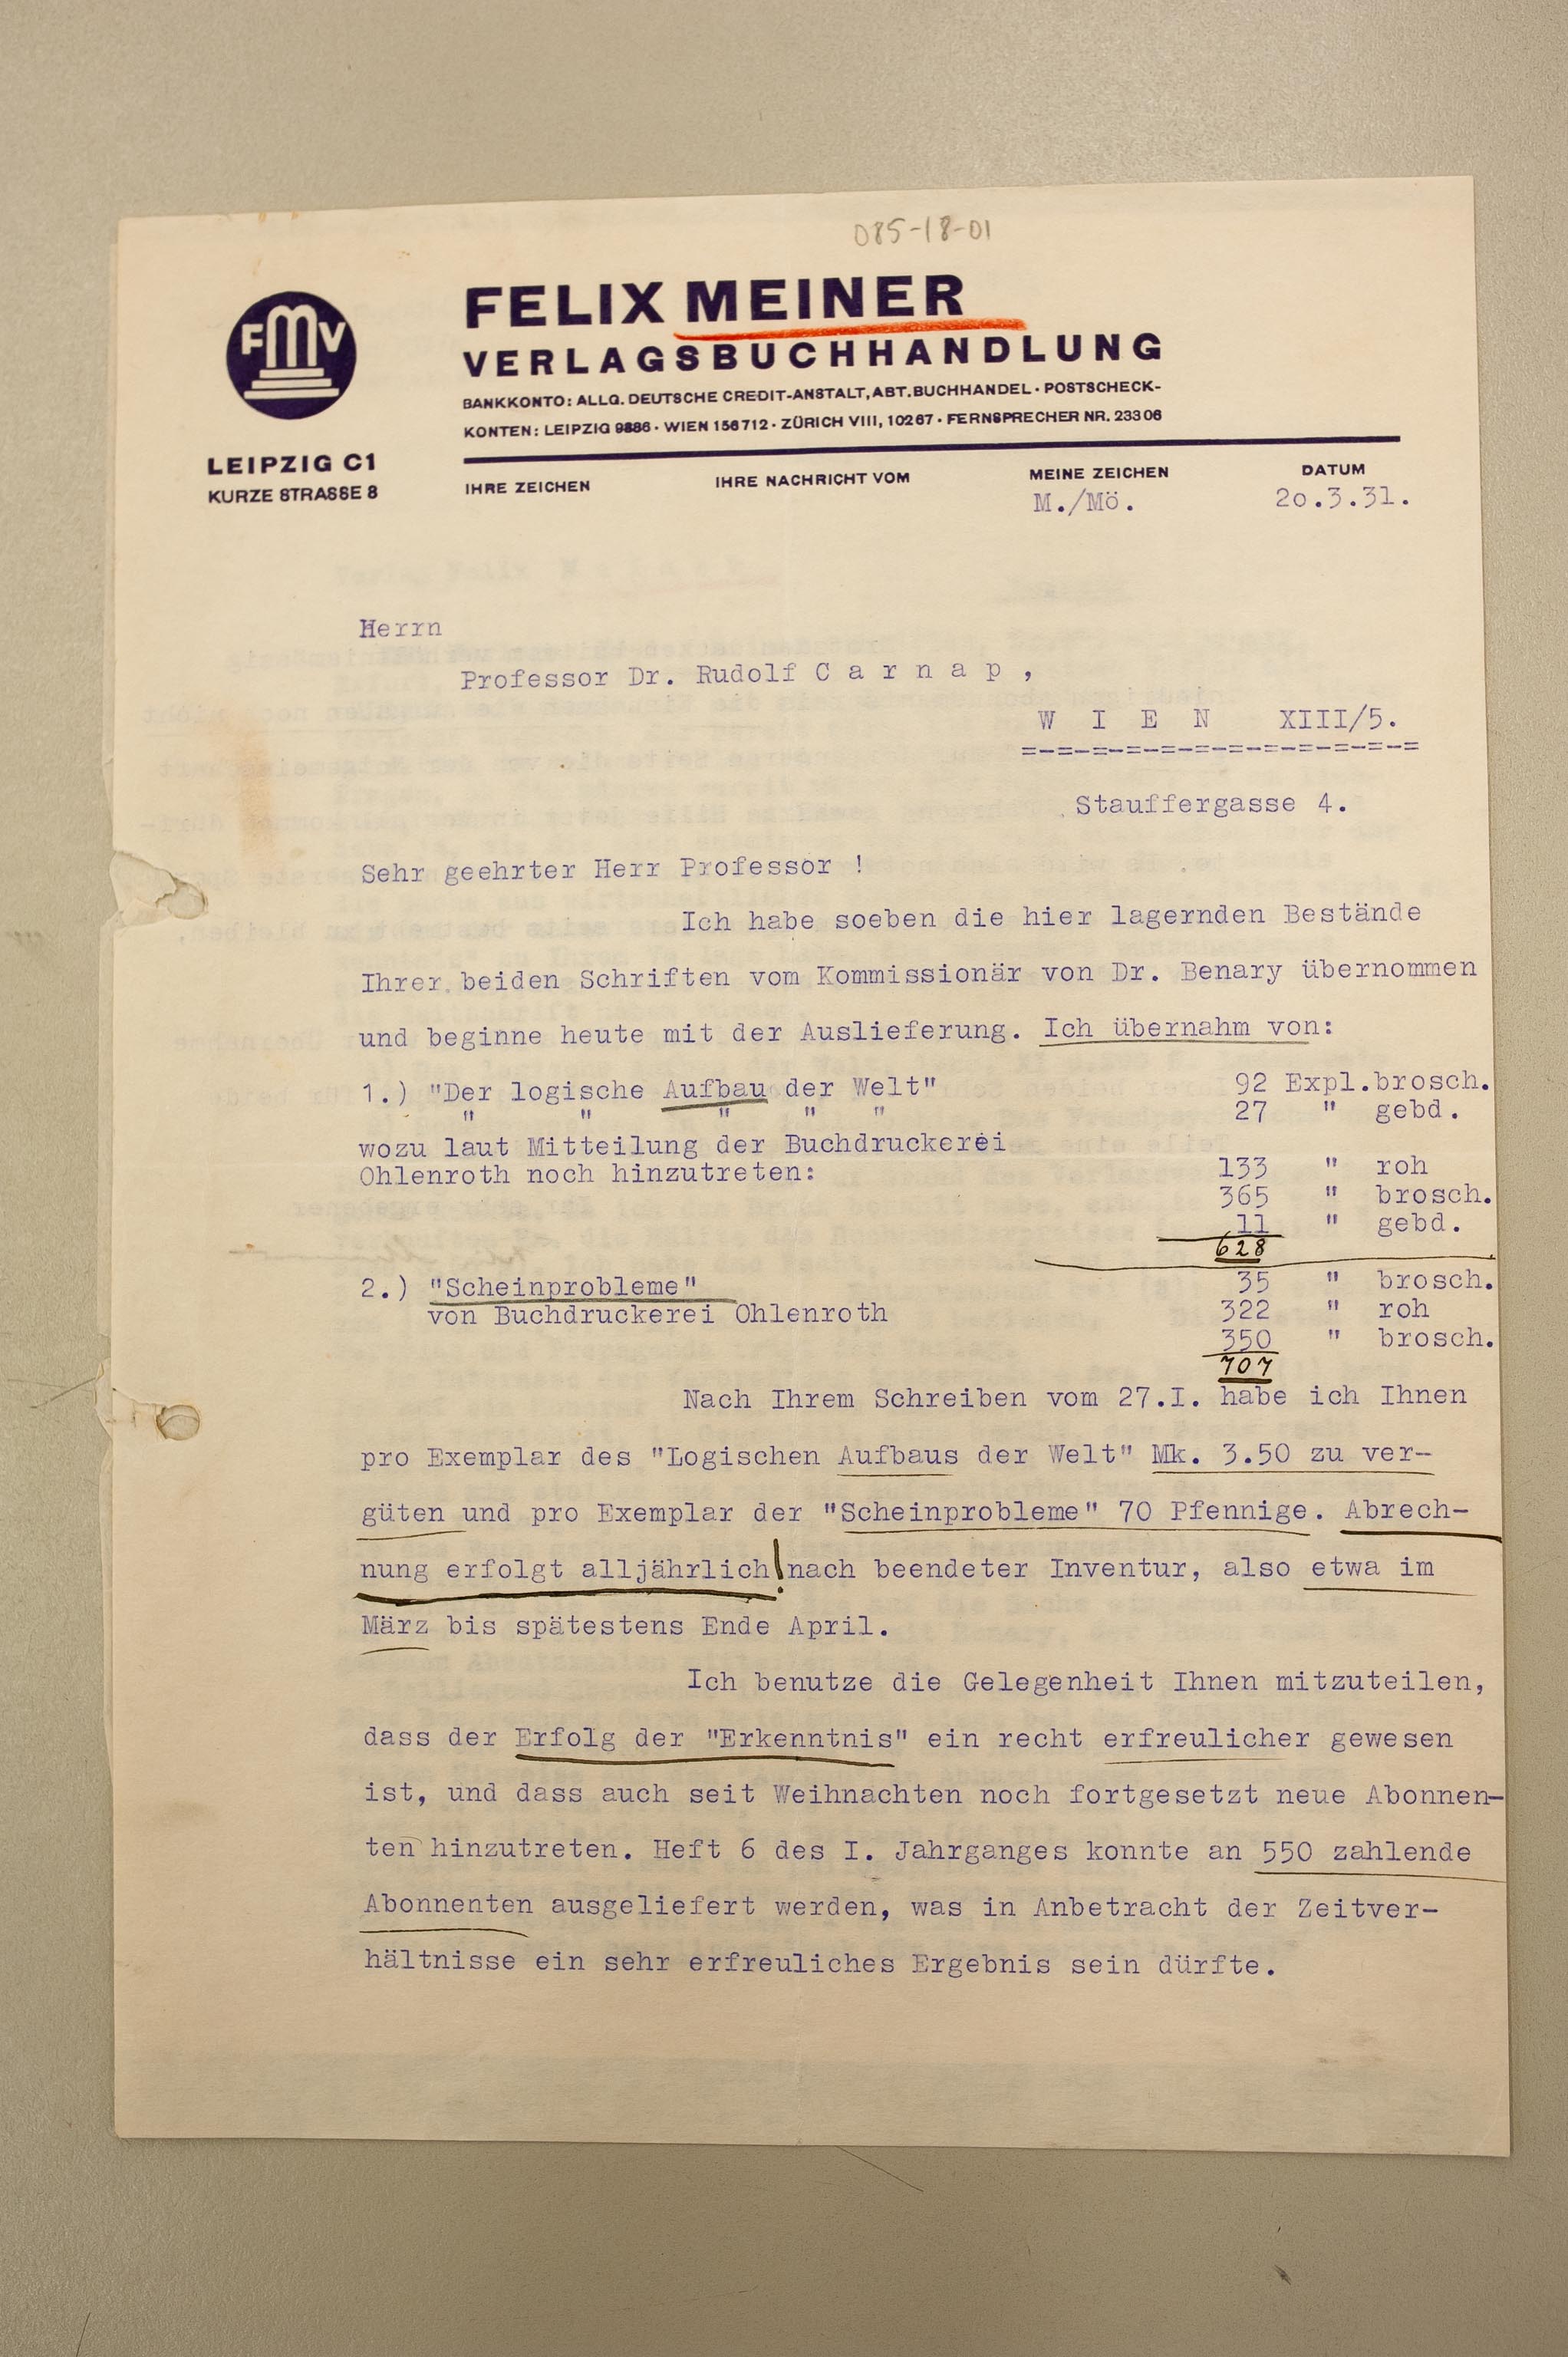 085-18-01
FMV
FELIX MEINER
VERLAGSBUCHHANDLUNG
BANKKONTO: ALLG. DEUTSCHE CREDIT-ANSTALT, ABT. BUCHHANDEL · POSTSCHECK-
KONTEN: LEIPZIG 9886 · WIEN 156712 · ZÜRICH VIII, 10267 · FERNSPRECHER NR. 23306
LEIPZIG C1
KURZE STRASSE 8
IHRE ZEICHEN IHRE NACHRICHT VOM MEINE ZEICHEN DATUM
M./Mö. 20.3.31.
Herrn
Professor Dr. Rudolf C a r n a p ,
W I E N XIII/5.
=-=-=-=-=-=-=-=-=-=-=-=
Stauffergasse 4.
Sehr geehrter Herr Professor !
Ich habe soeben die hier lagernden Bestände
Ihrer beiden Schriften vom Kommissionär von Dr. Benary übernommen
und beginne heute mit der Auslieferung. Ich übernahm von:
1.) "Der logische Aufbau der Welt" 92 Expl.brosch.
" " " " " 27 " gebd.
wozu laut Mitteilung der Buchdruckerei
Ohlenroth noch hinzutreten: 133 " roh
365 " brosch.
11 " gebd.
628
2.) "Scheinprobleme" 35 " brosch.
von Buchdruckerei Ohlenroth 322 " roh
350 " brosch.
707
Nach Ihrem Schreiben vom 27.I. habe ich Ihnen
pro Exemplar des "Logischen Aufbaus der Welt" Mk. 3.50 zu ver-
güten und pro Exemplar der "Scheinprobleme" 70 Pfennige. Abrech-
nung erfolgt alljährlich!nach beendeter Inventur, also etwa im
März bis spätestens Ende April.
Ich benutze die Gelegenheit Ihnen mitzuteilen,
dass der Erfolg der "Erkenntnis" ein recht erfreulicher gewesen
ist, und dass auch seit Weihnachten noch fortgesetzt neue Abonnen-
ten hinzutreten. Heft 6 des I. Jahrganges konnte an 550 zahlende
Abonnenten ausgeliefert werden, was in Anbetracht der Zeitver-
hältnisse ein sehr erfreuliches Ergebnis sein dürfte.